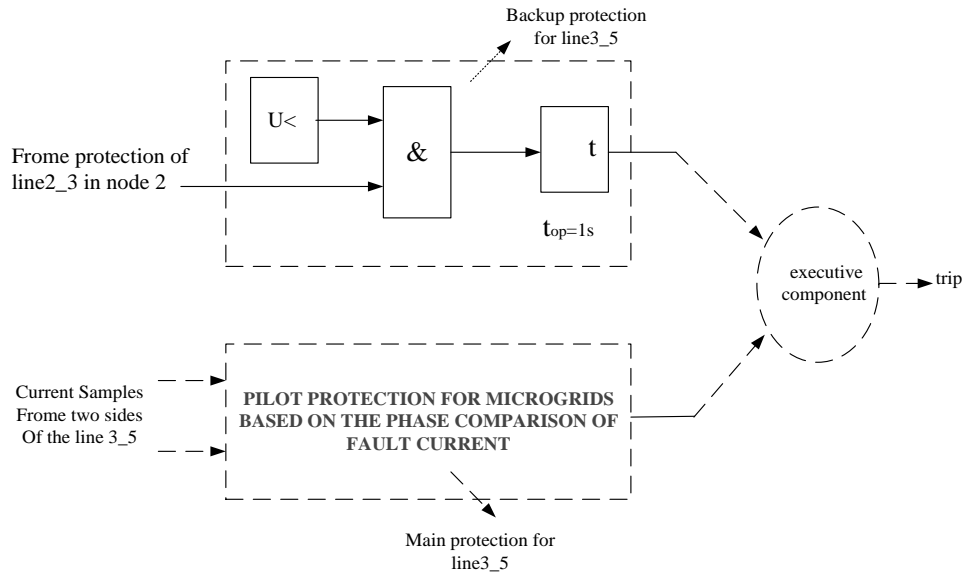 Backup protection
for line3_5
U<
&
t
Frome protection of
line2_3 in node 2
top=1s
executive
component
trip
Current Samples
Frome two sides
Of the line 3_5
PILOT PROTECTION FOR MICROGRIDS
BASED ON THE PHASE COMPARISON OF
FAULT CURRENT
Main protection for
line3_5